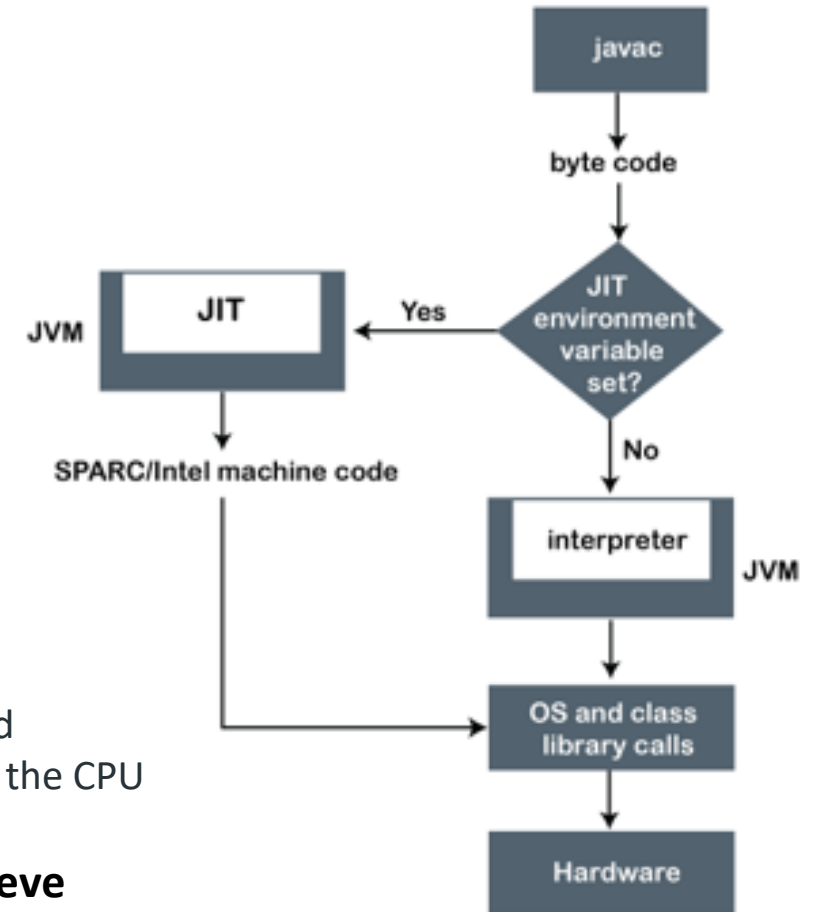 javac
byte code
JIT
environment
variable
set?
Yes
JIT
JVM
SPARC/Intel machine code
No
interpreter
JVM
OS and class
library calls
Hardware
the CPU